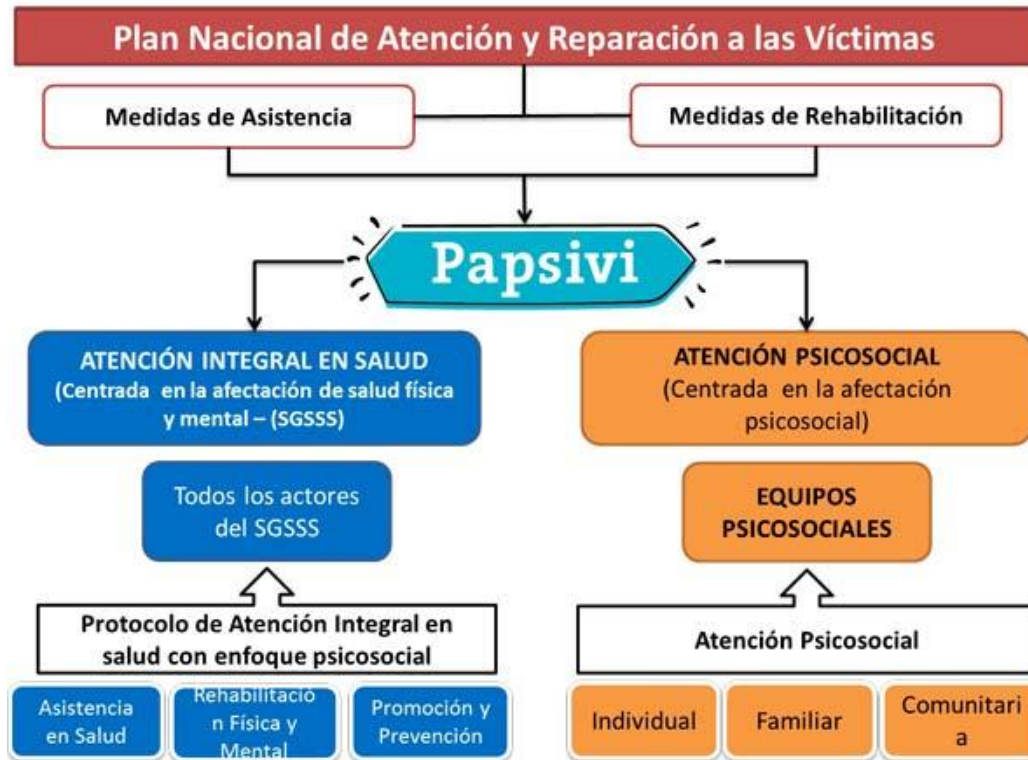 Plan Nacional de Atención y Reparación a las Víctimas
Medidas de Asistencia
Medidas de Rehabilitación
Papsivi
ATENCIÓN INTEGRAL EN SALUD
(Centrada en la afectación de salud física
y mental – (SGSSS)
ATENCIÓN PSICOSOCIAL
(Centrada en la afectación
psicosocial)
Todos los actores
del SGSSS
EQUIPOS
PSICOSOCIALES
Protocolo de Atención Integral en
salud con enfoque psicosocial
Atención Psicosocial
Asistencia
en Salud
Rehabilitació
n Física y
Mental
Promoción y
Prevención
Individual
Familiar
Comunitari
a